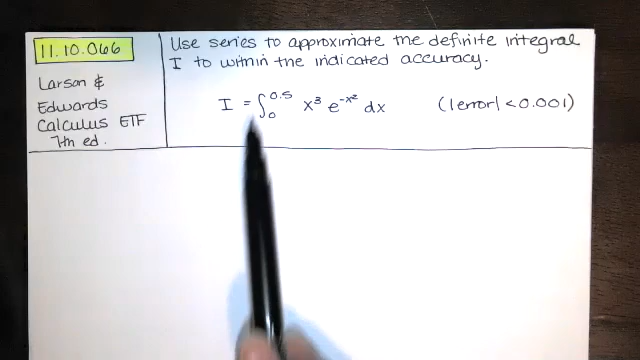 11.10.066
Larson &
Edwards
Calculus ETF
7th ed.
Use series to approximate the definite integral
I to within the indicated accuracy.
I = ∫₀^0.5 x³ e^-x² dx (|error| < 0.001)